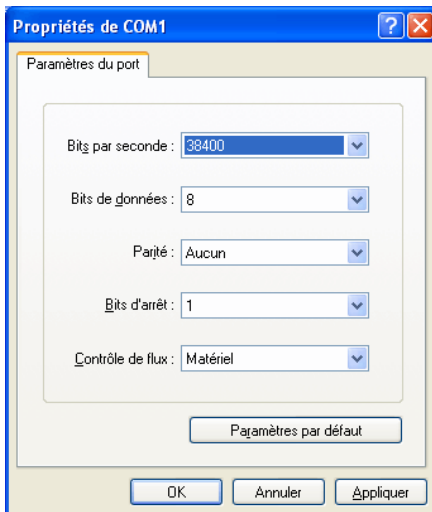 Propriétés de COM1
Paramètres du port
Bits par seconde : 38400
Bits de données : 8
Parité : Aucun
Bits d'arrêt : 1
Contrôle de flux : Matériel
Paramètres par défaut
OK Annuler Appliquer